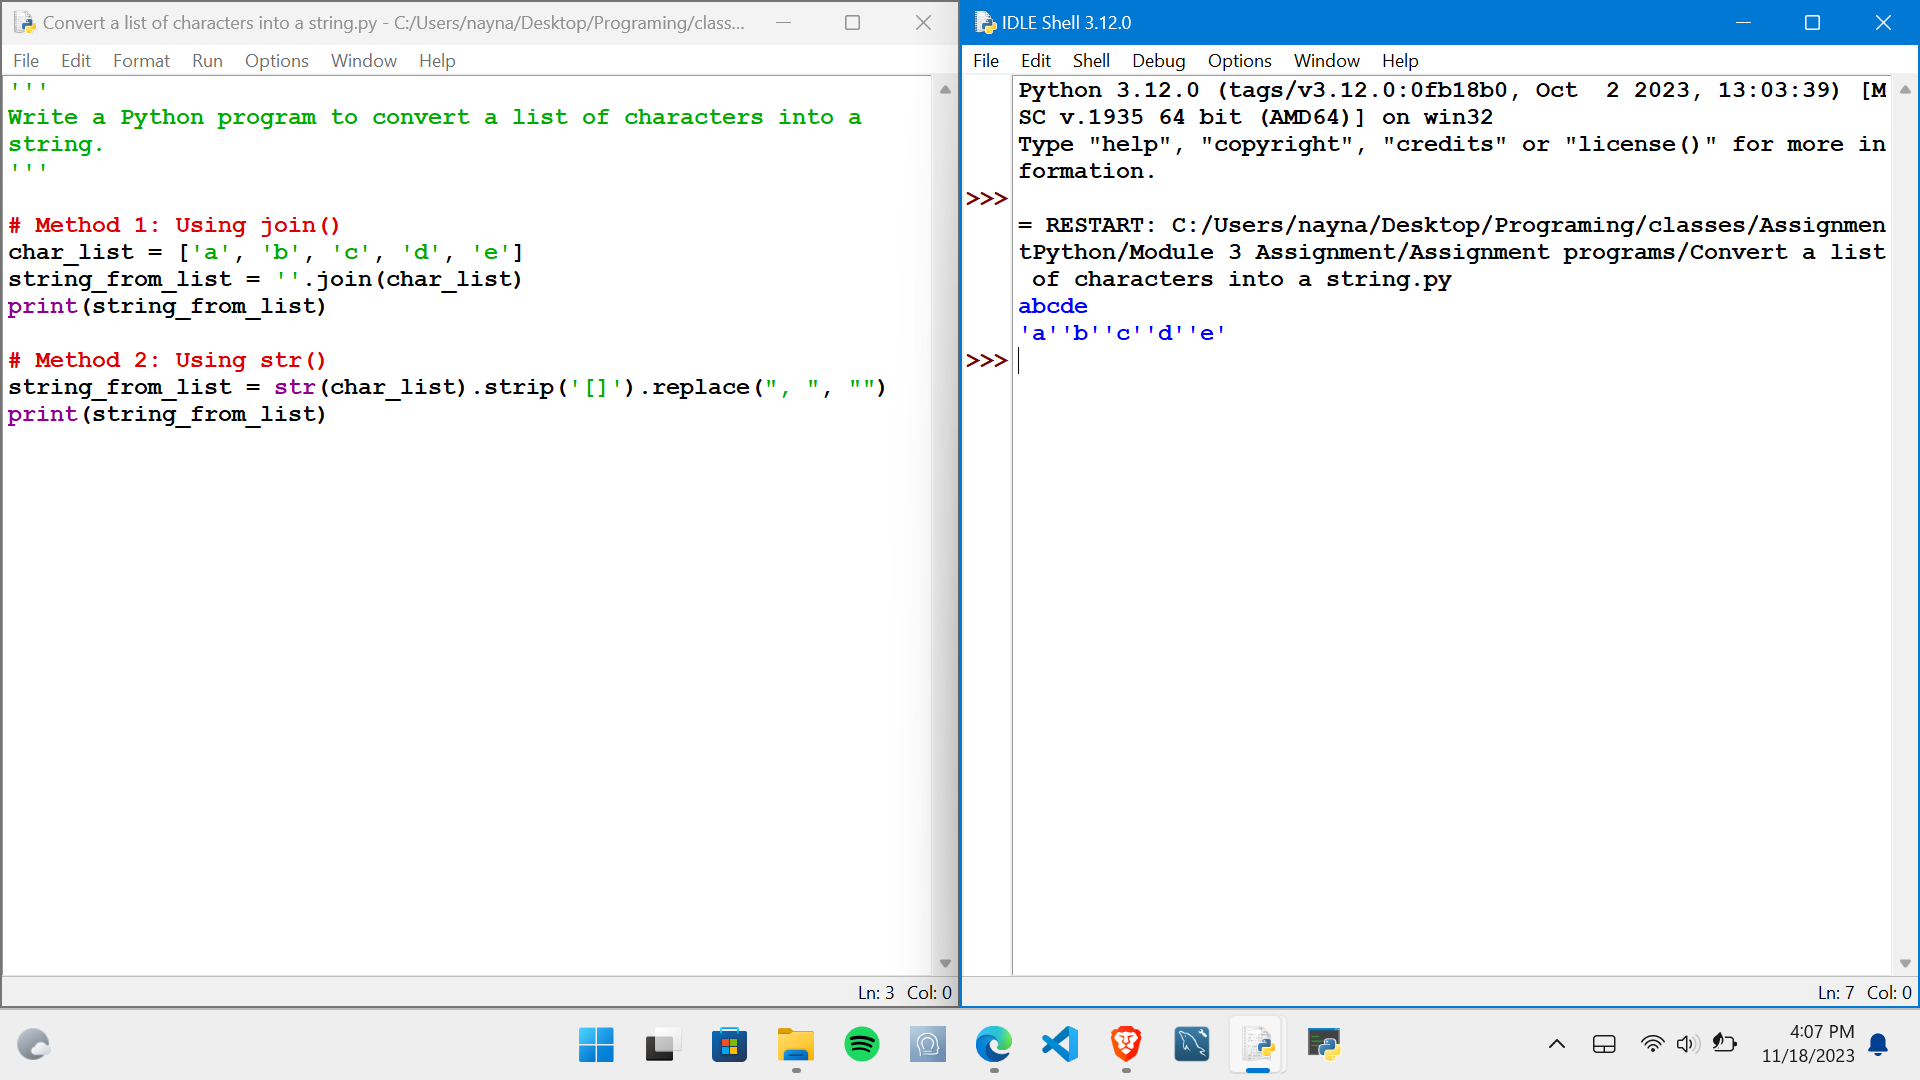 Convert a list of characters into a string.py - C:/Users/nayna/Desktop/Programing/class...
File Edit Format Run Options Window Help
'''
Write a Python program to convert a list of characters into a
string.
'''
# Method 1: Using join()
char_list = ['a', 'b', 'c', 'd', 'e']
string_from_list = ''.join(char_list)
print(string_from_list)
# Method 2: Using str()
string_from_list = str(char_list).strip('[]').replace(", ", "")
print(string_from_list)
Ln: 3 Col: 0
IDLE Shell 3.12.0
File Edit Shell Debug Options Window Help
Python 3.12.0 (tags/v3.12.0:0fb18b0, Oct  2 2023, 13:03:39) [M
SC v.1935 64 bit (AMD64)] on win32
Type "help", "copyright", "credits" or "license()" for more in
formation.
>>>
= RESTART: C:/Users/nayna/Desktop/Programing/classes/Assignmen
tPython/Module 3 Assignment/Assignment programs/Convert a list
 of characters into a string.py
abcde
'a''b''c''d''e'
>>>
Ln: 7 Col: 0
4:07 PM
11/18/2023